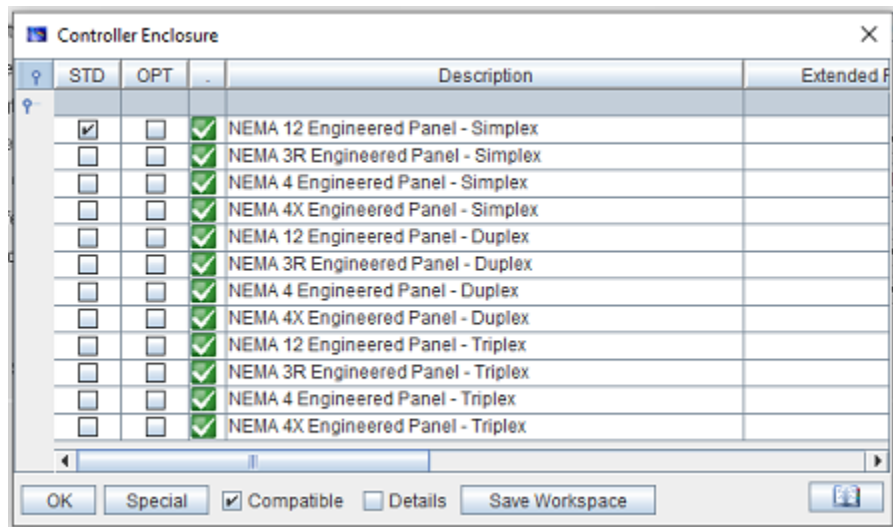 Controller Enclosure
STD OPT . Description Extended
NEMA 12 Engineered Panel - Simplex
NEMA 3R Engineered Panel - Simplex
NEMA 4 Engineered Panel - Simplex
NEMA 4X Engineered Panel - Simplex
NEMA 12 Engineered Panel - Duplex
NEMA 3R Engineered Panel - Duplex
NEMA 4 Engineered Panel - Duplex
NEMA 4X Engineered Panel - Duplex
NEMA 12 Engineered Panel - Triplex
NEMA 3R Engineered Panel - Triplex
NEMA 4 Engineered Panel - Triplex
NEMA 4X Engineered Panel - Triplex
OK Special Compatible Details Save Workspace